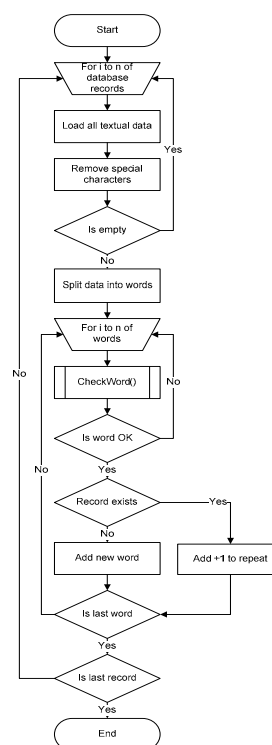 Start
For i to n of
database
records
Load all textual data
Yes
Remove special
characters
Is empty
No
Split data into words
For i to n of
words
No
No
CheckWord()
No
Is word OK
Yes
Record exists
Yes
No
Add new word
Add +1 to repeat
Is last word
Yes
Is last record
Yes
End